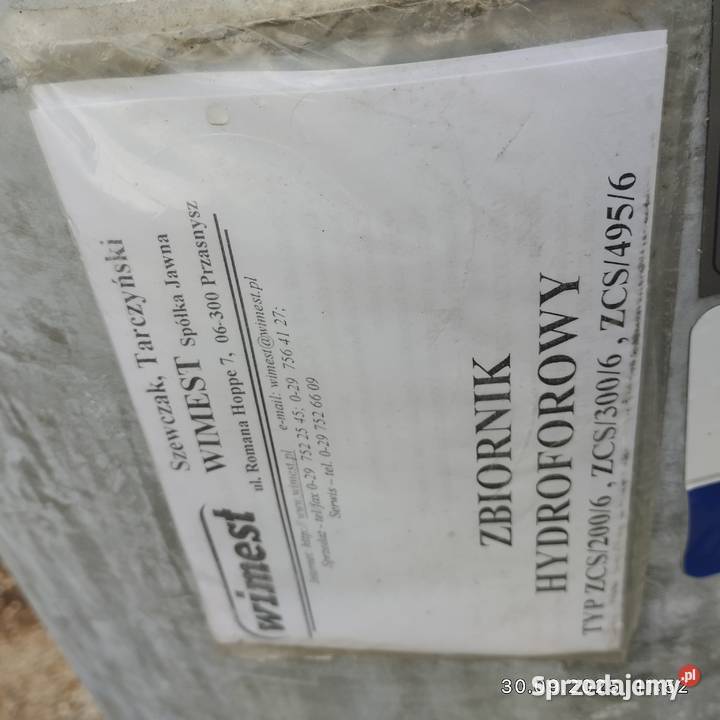 Szewczak, Tarczyński
WIMEST Spółka Jawna
ul. Romana Hoppe 7, 06-300 Przasnysz
wimest
Internet: http://www.wimest.pl e-mail: wimest@wimest.pl
Sprzedaż - tel/fax 0-29 752 25 45; 0-29 756 41 27;
Serwis – tel. 0-29 752 66 09
ZBIORNIK
HYDROFOROWY
TYP ZCS/200/6 , ZCS/300/6 , ZCS/495/6
Sprzedajemy.pl